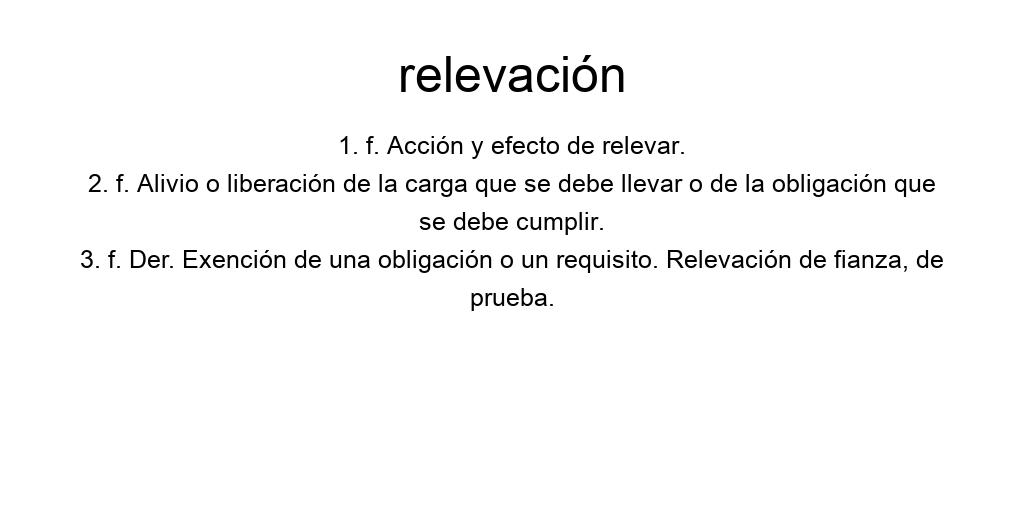 relevación
1. f. Acción y efecto de relevar.
2. f. Alivio o liberación de la carga que se debe llevar o de la obligación que
se debe cumplir.
3. f. Der. Exención de una obligación o un requisito. Relevación de fianza, de
prueba.